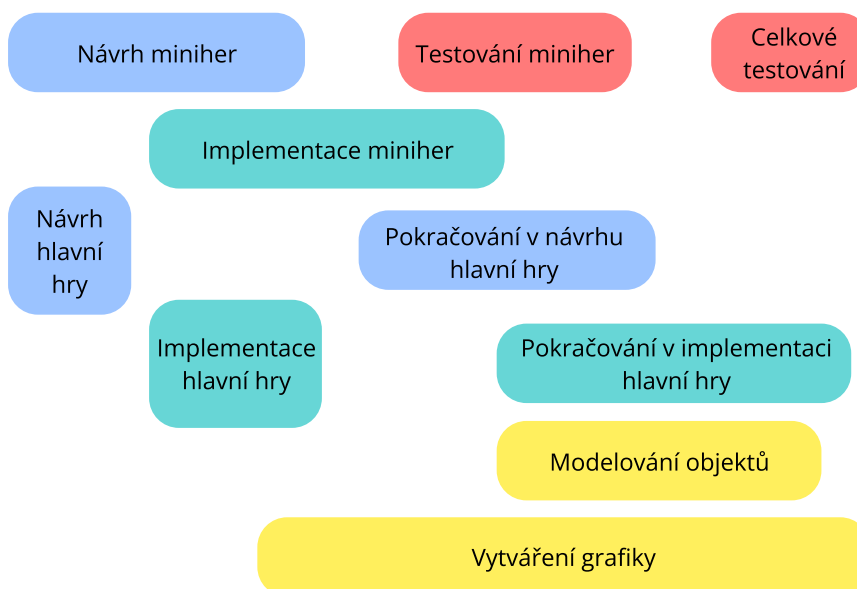 Návrh miniher
Testování miniher
Celkové
testování
Implementace miniher
Návrh
hlavní
hry
Pokračování v návrhu
hlavní hry
Implementace
hlavní hry
Pokračování v implementaci
hlavní hry
Modelování objektů
Vytváření grafiky